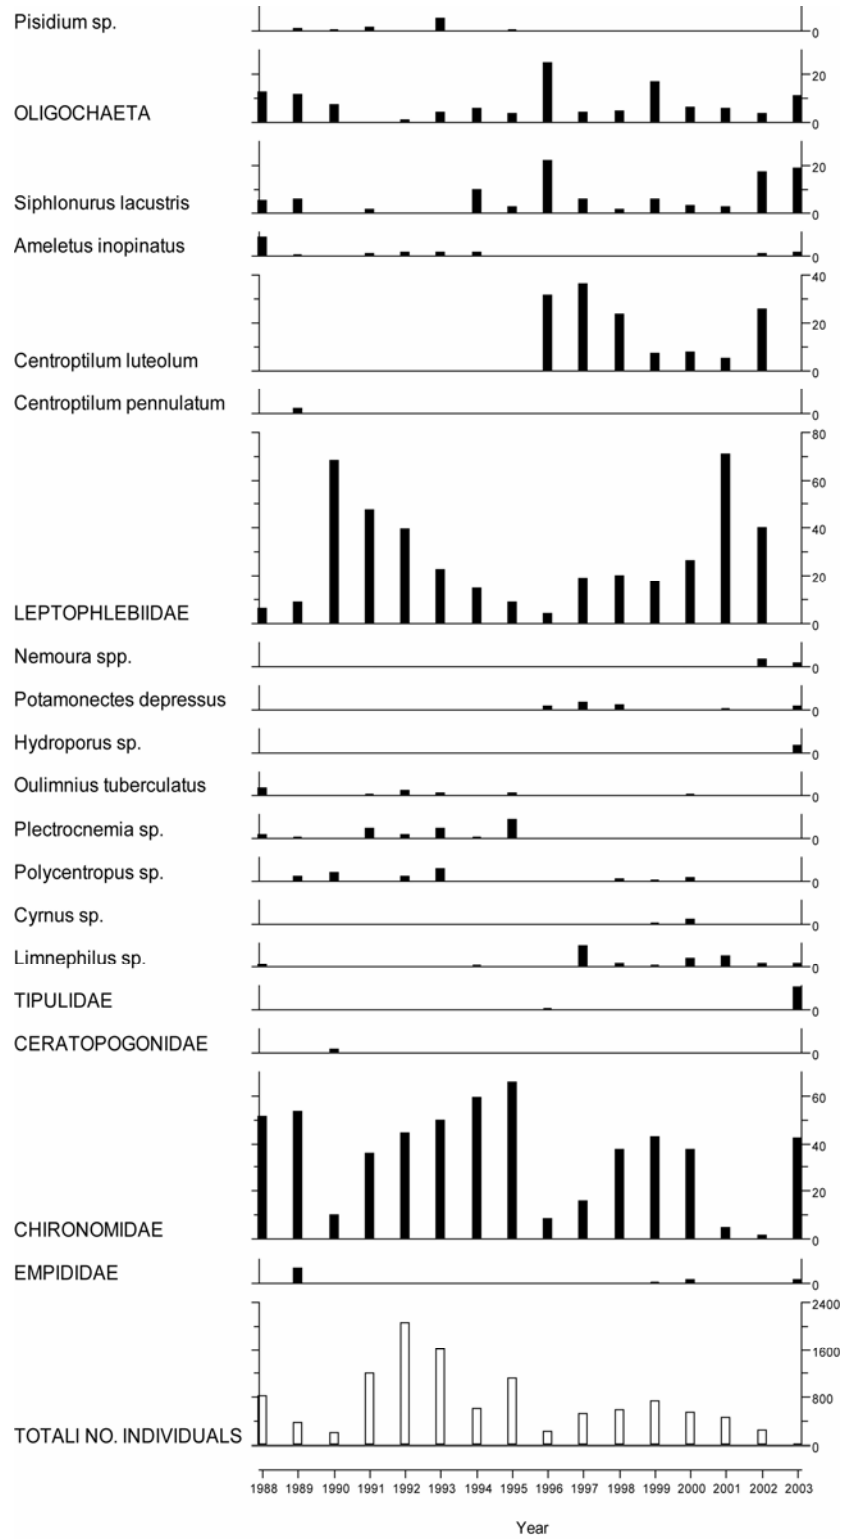 Pisidium sp.
0
20
OLIGOCHAETA
0
20
Siphlonurus lacustris
0
Ameletus inopinatus
0
40
20
Centroptilum luteolum
0
Centroptilum pennulatum
0
80
60
40
20
LEPTOPHLEBIIDAE
0
Nemoura spp.
0
Potamonectes depressus
0
Hydroporus sp.
0
Oulimnius tuberculatus
0
Plectrocnemia sp.
0
Polycentropus sp.
0
Cyrnus sp.
0
Limnephilus sp.
0
TIPULIDAE
0
CERATOPOGONIDAE
0
60
40
20
CHIRONOMIDAE
0
EMPIDIDAE
0
2400
1600
800
TOTALI NO. INDIVIDUALS
0
1988 1989 1990 1991 1992 1993 1994 1995 1996 1997 1998 1999 2000 2001 2002 2003
Year